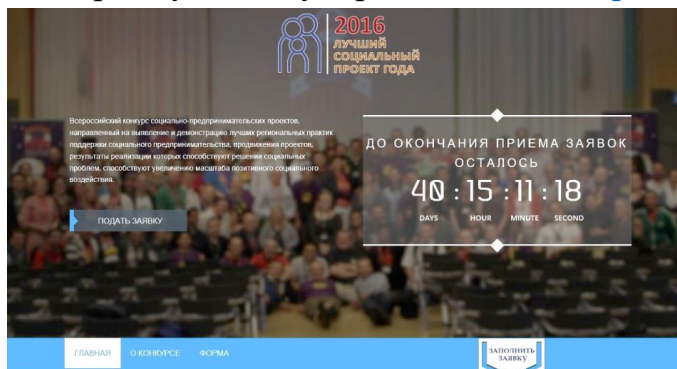 2016
ЛУЧШИЙ
СОЦИАЛЬНЫЙ
ПРОЕКТ ГОДА
Всероссийский конкурс социально-предпринимательских проектов,
направленный на выявление и демонстрацию лучших региональных практик
поддержки социального предпринимательства, продвижения проектов,
результаты реализации которых способствуют решении социальных
проблем, способствуют увеличению масштаба позитивного социального
воздействия.
ПОДАТЬ ЗАЯВКУ
ДО ОКОНЧАНИЯ ПРИЕМА ЗАЯВОК
ОСТАЛОСЬ
40 : 15 : 11 : 18
DAYS HOUR MINUTE SECOND
ГЛАВНАЯ О КОНКУРСЕ ФОРМА
ЗАПОЛНИТЬ
ЗАЯВКУ